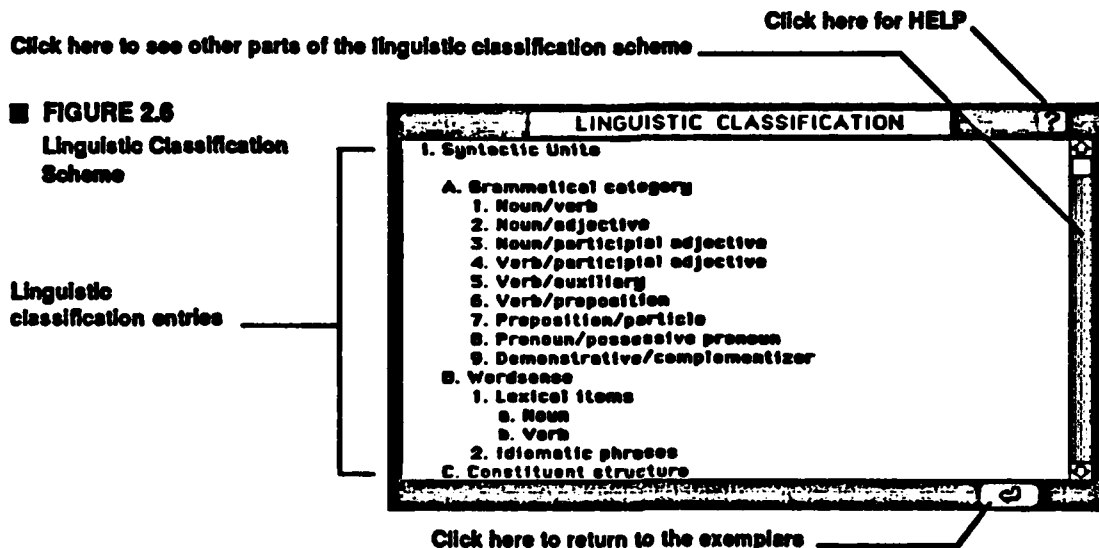 Click here for HELP
Click here to see other parts of the linguistic classification scheme
■ FIGURE 2.6
Linguistic Classification
Scheme
LINGUISTIC CLASSIFICATION
?
I. Syntactic Units
A. Grammatical category
1. Noun/verb
2. Noun/adjective
3. Noun/participial adjective
4. Verb/participial adjective
5. Verb/auxiliary
6. Verb/preposition
7. Preposition/particle
8. Pronoun/possessive pronoun
9. Demonstrative/complementizer
B. Wordsense
1. Lexical items
a. Noun
b. Verb
2. Idiomatic phrases
C. Constituent structure
Linguistic
classification entries
Click here to return to the exemplars